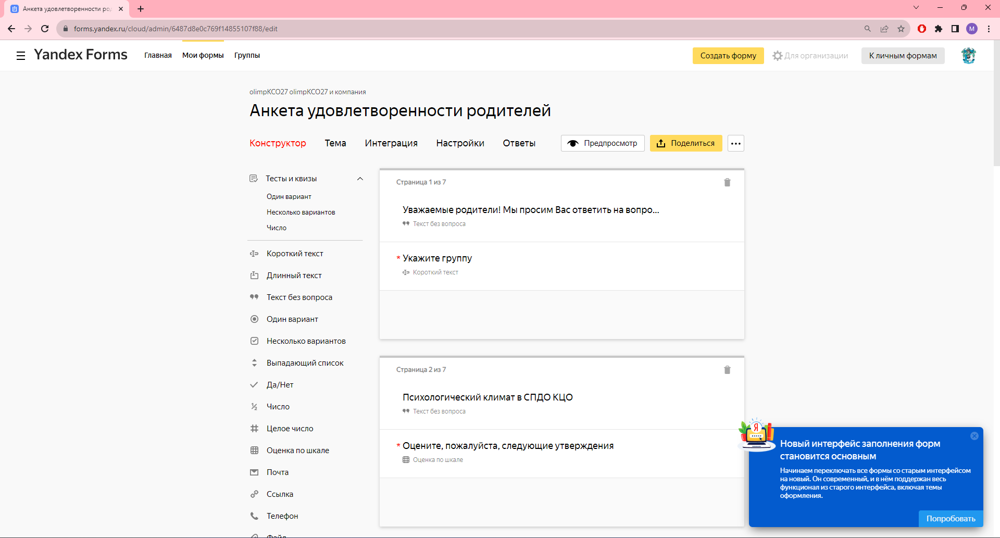 Анкета удовлетворенности ро
forms.yandex.ru/cloud/admin/6487d8e0c769f14855107f88/edit
M
Yandex Forms
Главная
Мои формы
Группы
Создать форму
Для организации
К личным формам
olimpKCO27 olimpKCO27 и компания
Анкета удовлетворенности родителей
Конструктор
Тема
Интеграция
Настройки
Ответы
Предпросмотр
Поделиться
Тесты и квизы
Один вариант
Несколько вариантов
Число
Короткий текст
Длинный текст
Текст без вопроса
Один вариант
Несколько вариантов
Выпадающий список
Да/Нет
Число
Целое число
Оценка по шкале
Почта
Ссылка
Телефон
Файл
Страница 1 из 7
Уважаемые родители! Мы просим Вас ответить на вопро...
Текст без вопроса
* Укажите группу
Короткий текст
Страница 2 из 7
Психологический климат в СПДО КЦО
Текст без вопроса
* Оцените, пожалуйста, следующие утверждения
Оценка по шкале
Я
Новый интерфейс заполнения форм
становится основным
Начинаем переключать все формы со старым интерфейсом
на новый. Он современный, и в нём поддержан весь
функционал из старого интерфейса, включая темы
оформления.
Попробовать